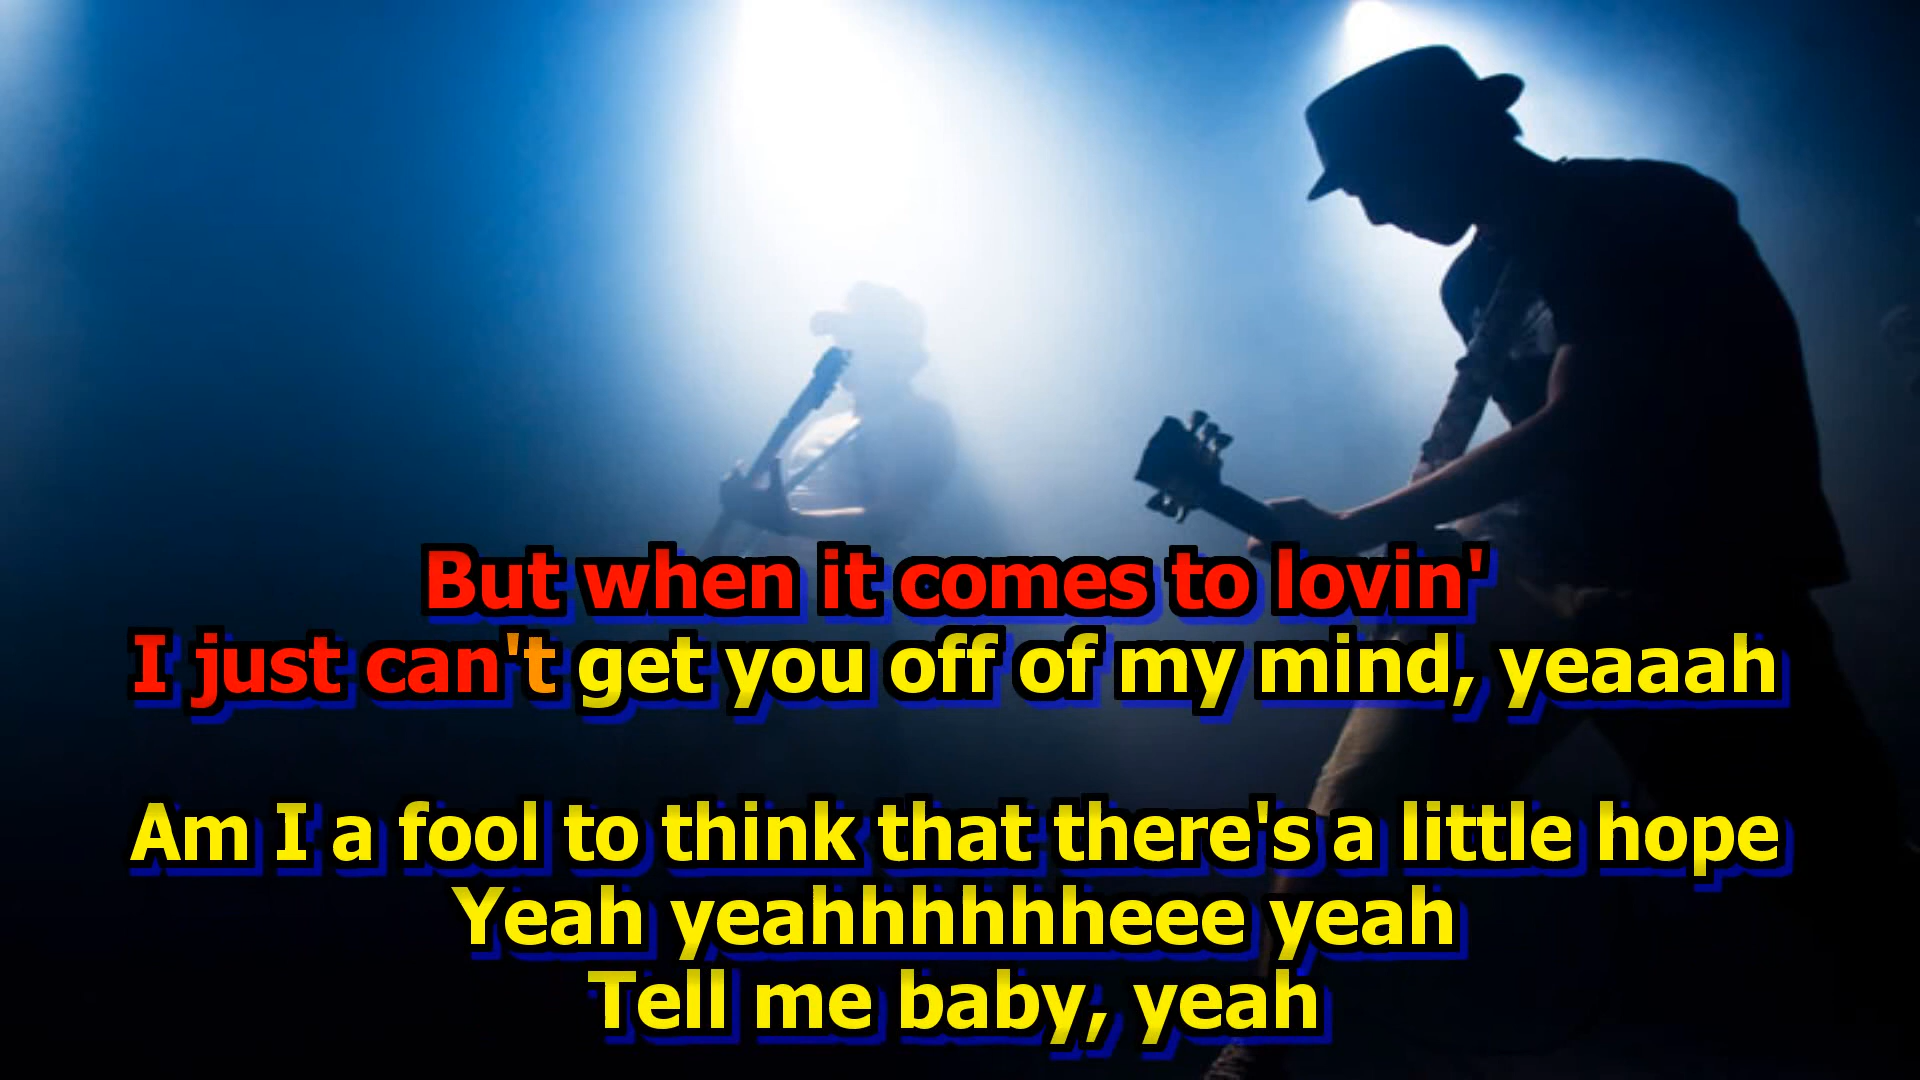 But when it comes to lovin'
I just can't get you off of my mind, yeaaah
Am I a fool to think that there's a little hope
Yeah yeahhhhhhheee yeah
Tell me baby, yeah